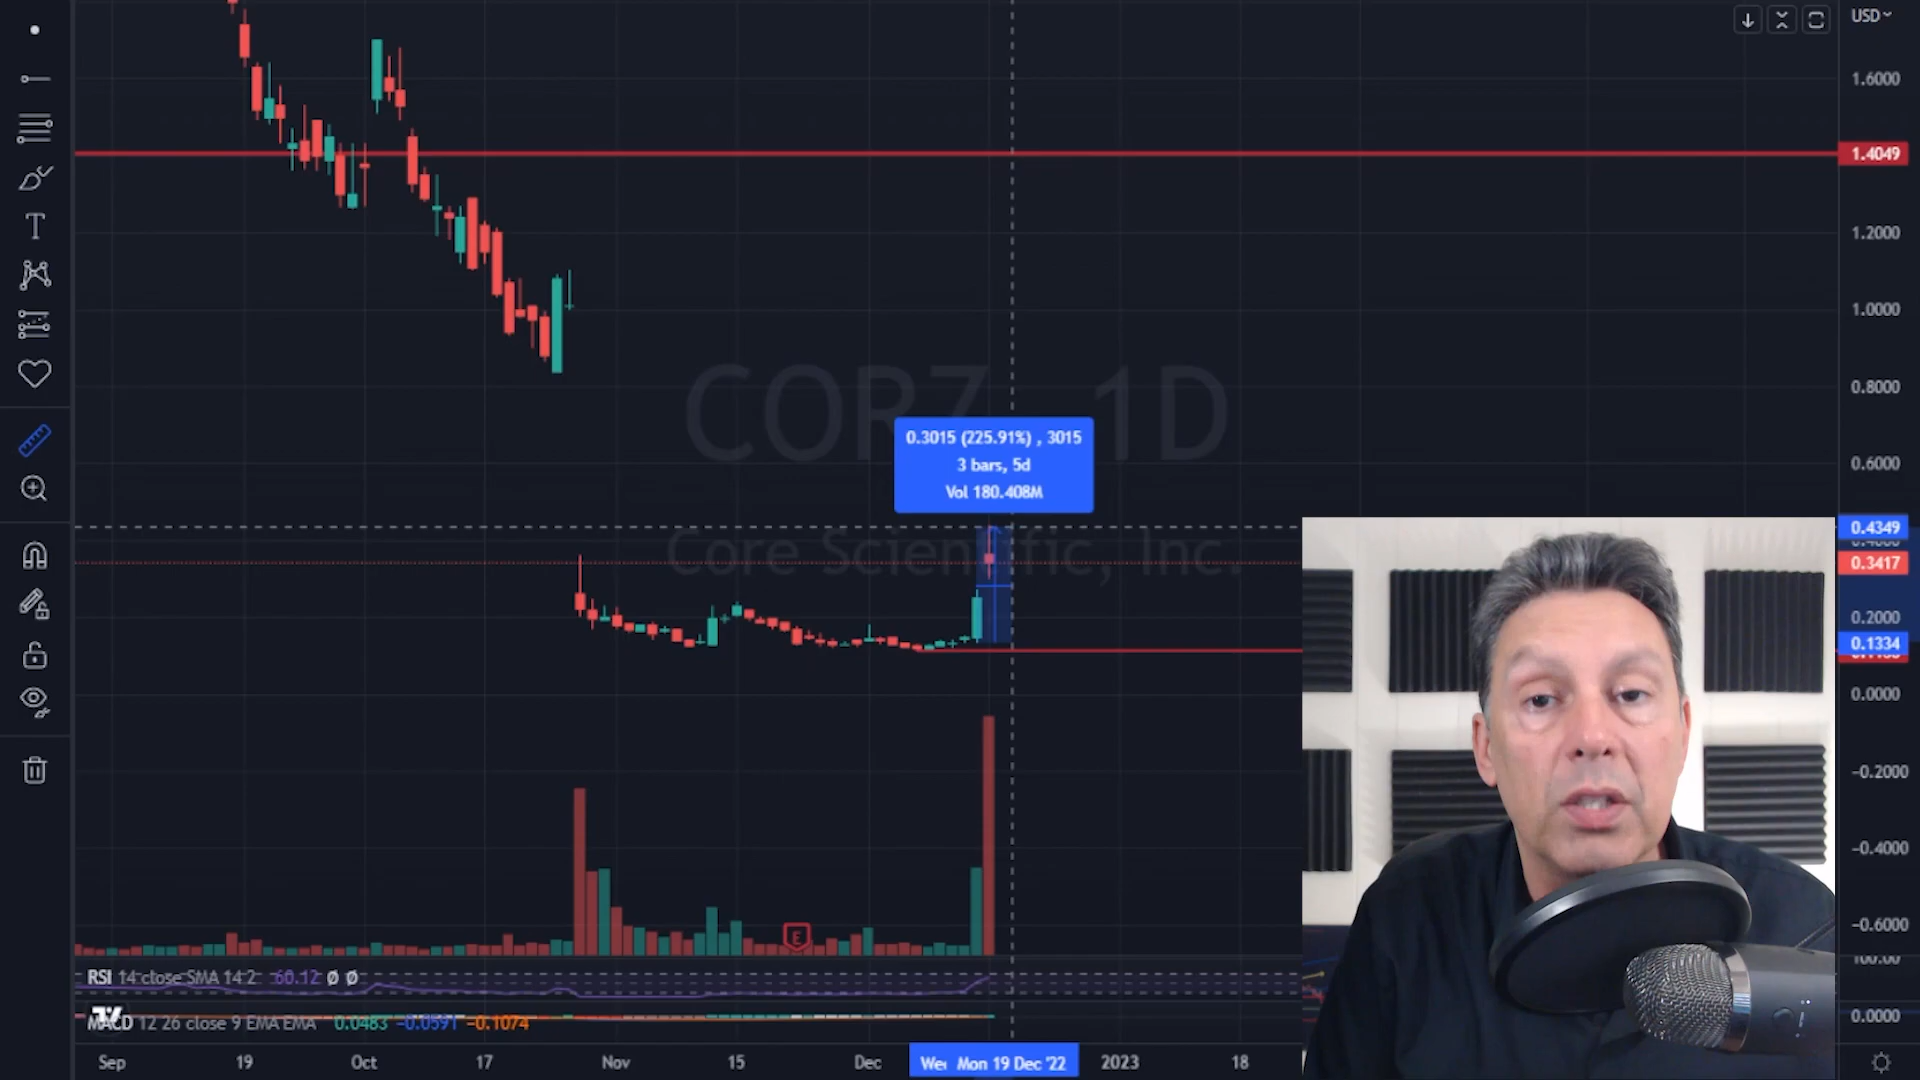 USD
1.6000
1.4049
1.2000
1.0000
0.8000
0.6000
CORZ, 1D
0.3015 (225.91%) , 3015
3 bars, 5d
Vol 180.408M
Core Scientific, Inc.
0.4349
0.3417
0.2000
0.1334
0.0000
-0.2000
-0.4000
-0.6000
E
RSI 14 close SMA 14 2 60.12 Ø Ø
MACD 12 26 close 9 EMA EMA 0.0483 -0.0591 -0.1074
0.0000
Sep 19 Oct 17 Nov 15 Dec Mon 19 Dec '22 2023 18